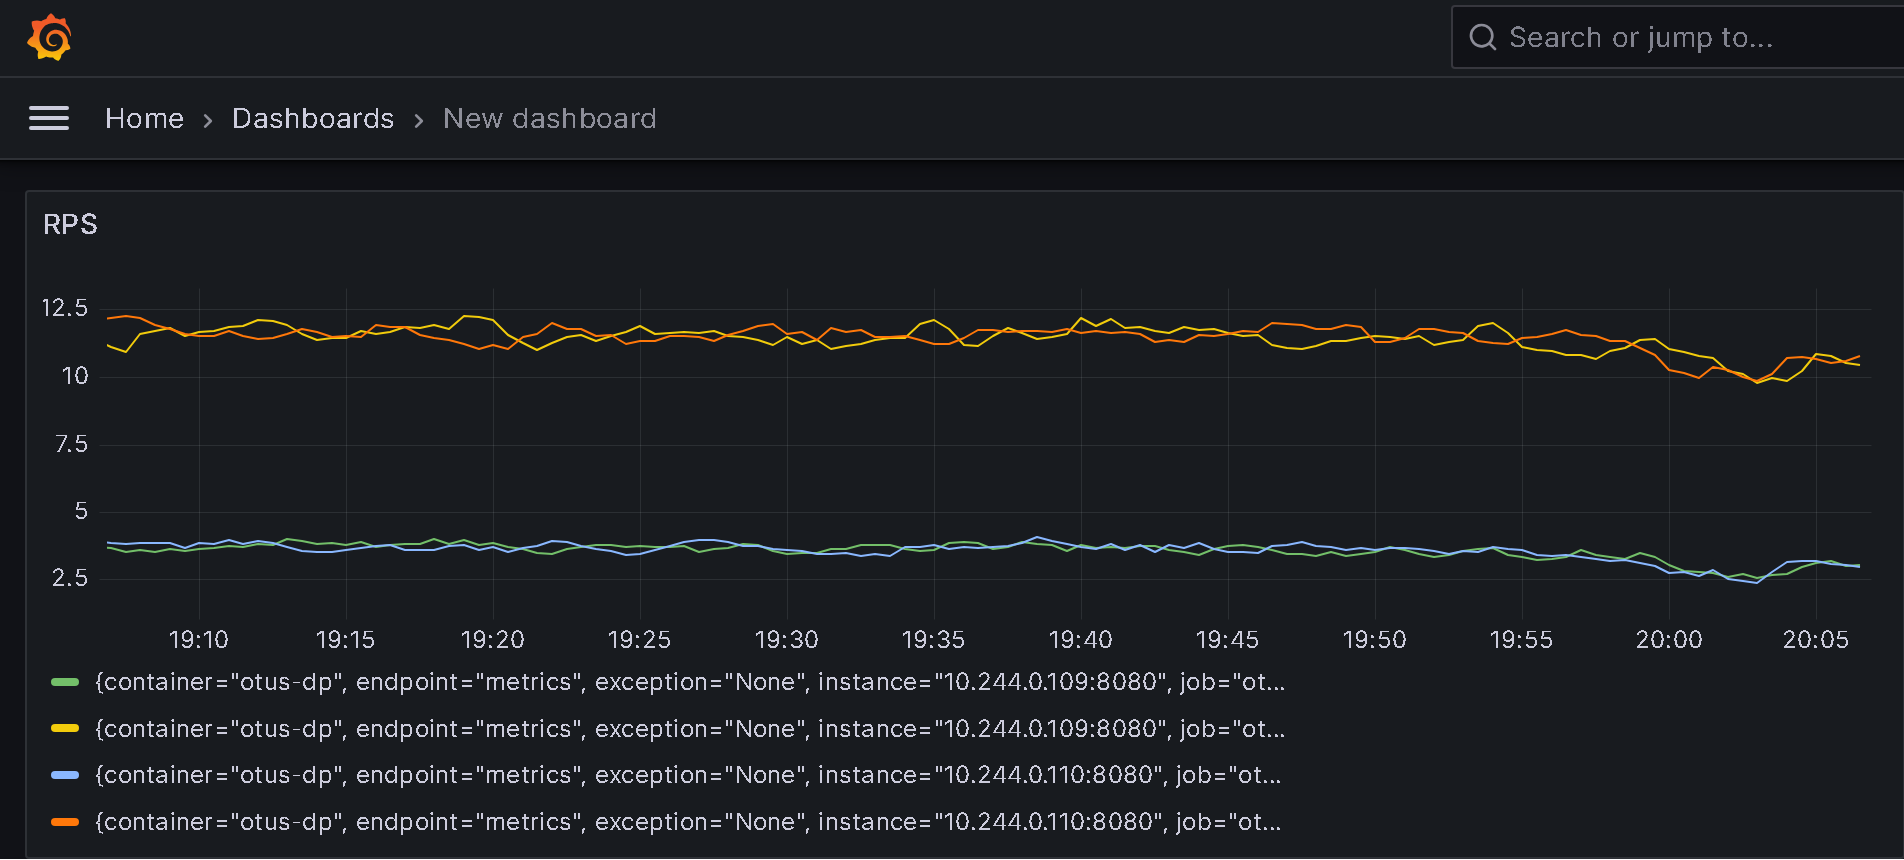 Search or jump to...
Home › Dashboards › New dashboard
RPS
12.5
10
7.5
5
2.5
19:10 19:15 19:20 19:25 19:30 19:35 19:40 19:45 19:50 19:55 20:00 20:05
{container="otus-dp", endpoint="metrics", exception="None", instance="10.244.0.109:8080", job="ot...
{container="otus-dp", endpoint="metrics", exception="None", instance="10.244.0.109:8080", job="ot...
{container="otus-dp", endpoint="metrics", exception="None", instance="10.244.0.110:8080", job="ot...
{container="otus-dp", endpoint="metrics", exception="None", instance="10.244.0.110:8080", job="ot...